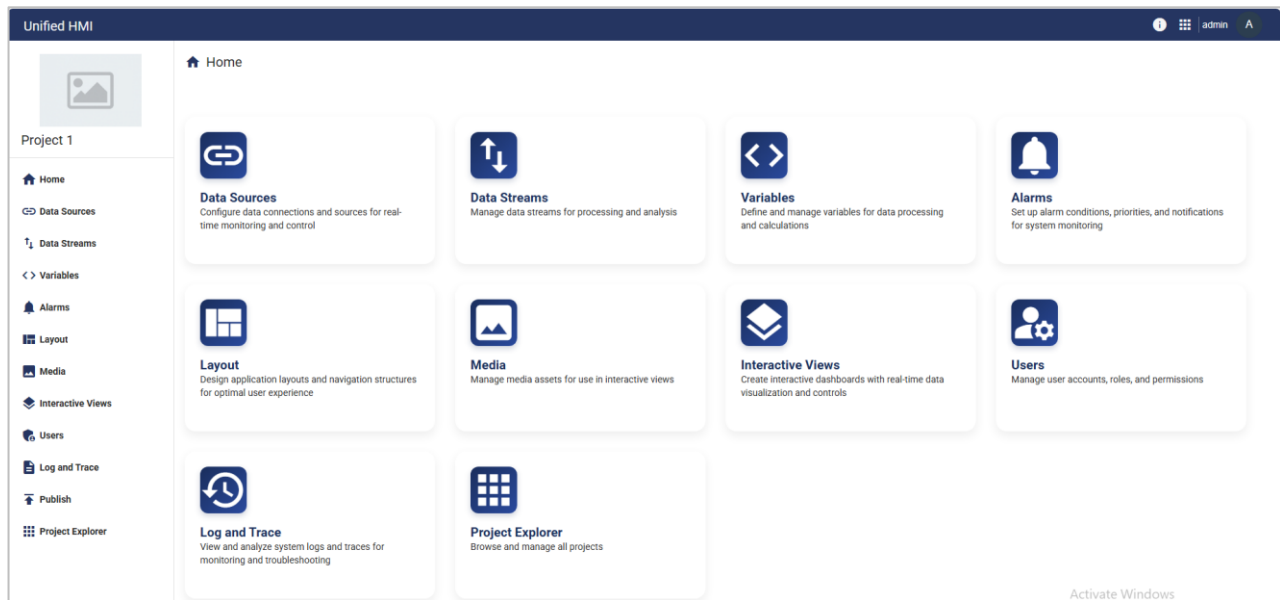 Unified HMI
admin
A
Project 1
Home
Data Sources
Data Streams
Variables
Alarms
Layout
Media
Interactive Views
Users
Log and Trace
Publish
Project Explorer
Home
Data Sources
Configure data connections and sources for real-
time monitoring and control
Data Streams
Manage data streams for processing and analysis
Variables
Define and manage variables for data processing
and calculations
Alarms
Set up alarm conditions, priorities, and notifications
for system monitoring
Layout
Design application layouts and navigation structures
for optimal user experience
Media
Manage media assets for use in interactive views
Interactive Views
Create interactive dashboards with real-time data
visualization and controls
Users
Manage user accounts, roles, and permissions
Log and Trace
View and analyze system logs and traces for
monitoring and troubleshooting
Project Explorer
Browse and manage all projects
Activate Windows